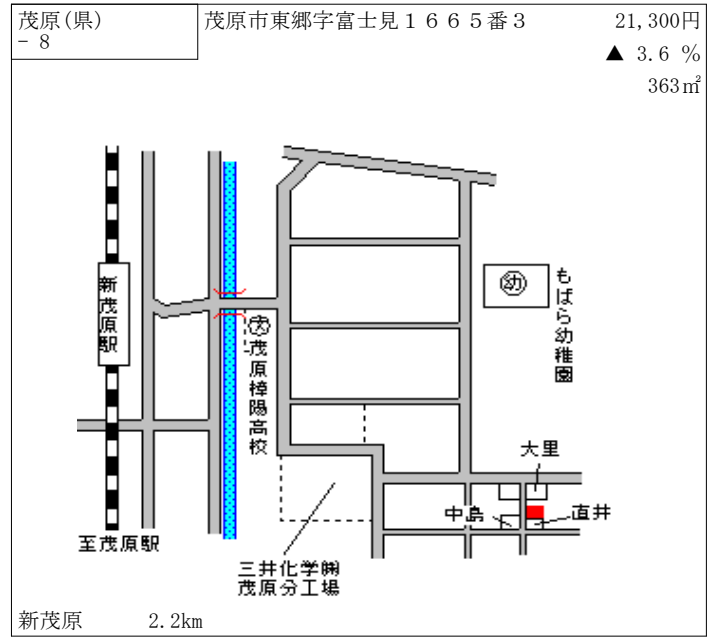 茂原(県)
- 8
茂原市東郷字富士見１６６５番３
21,300円
▲ 3.6 %
363㎡
新茂原駅
幼
もばら幼稚園
文
茂原樟陽高校
大里
中島
直井
至茂原駅
三井化学㈱
茂原分工場
新茂原 2.2km